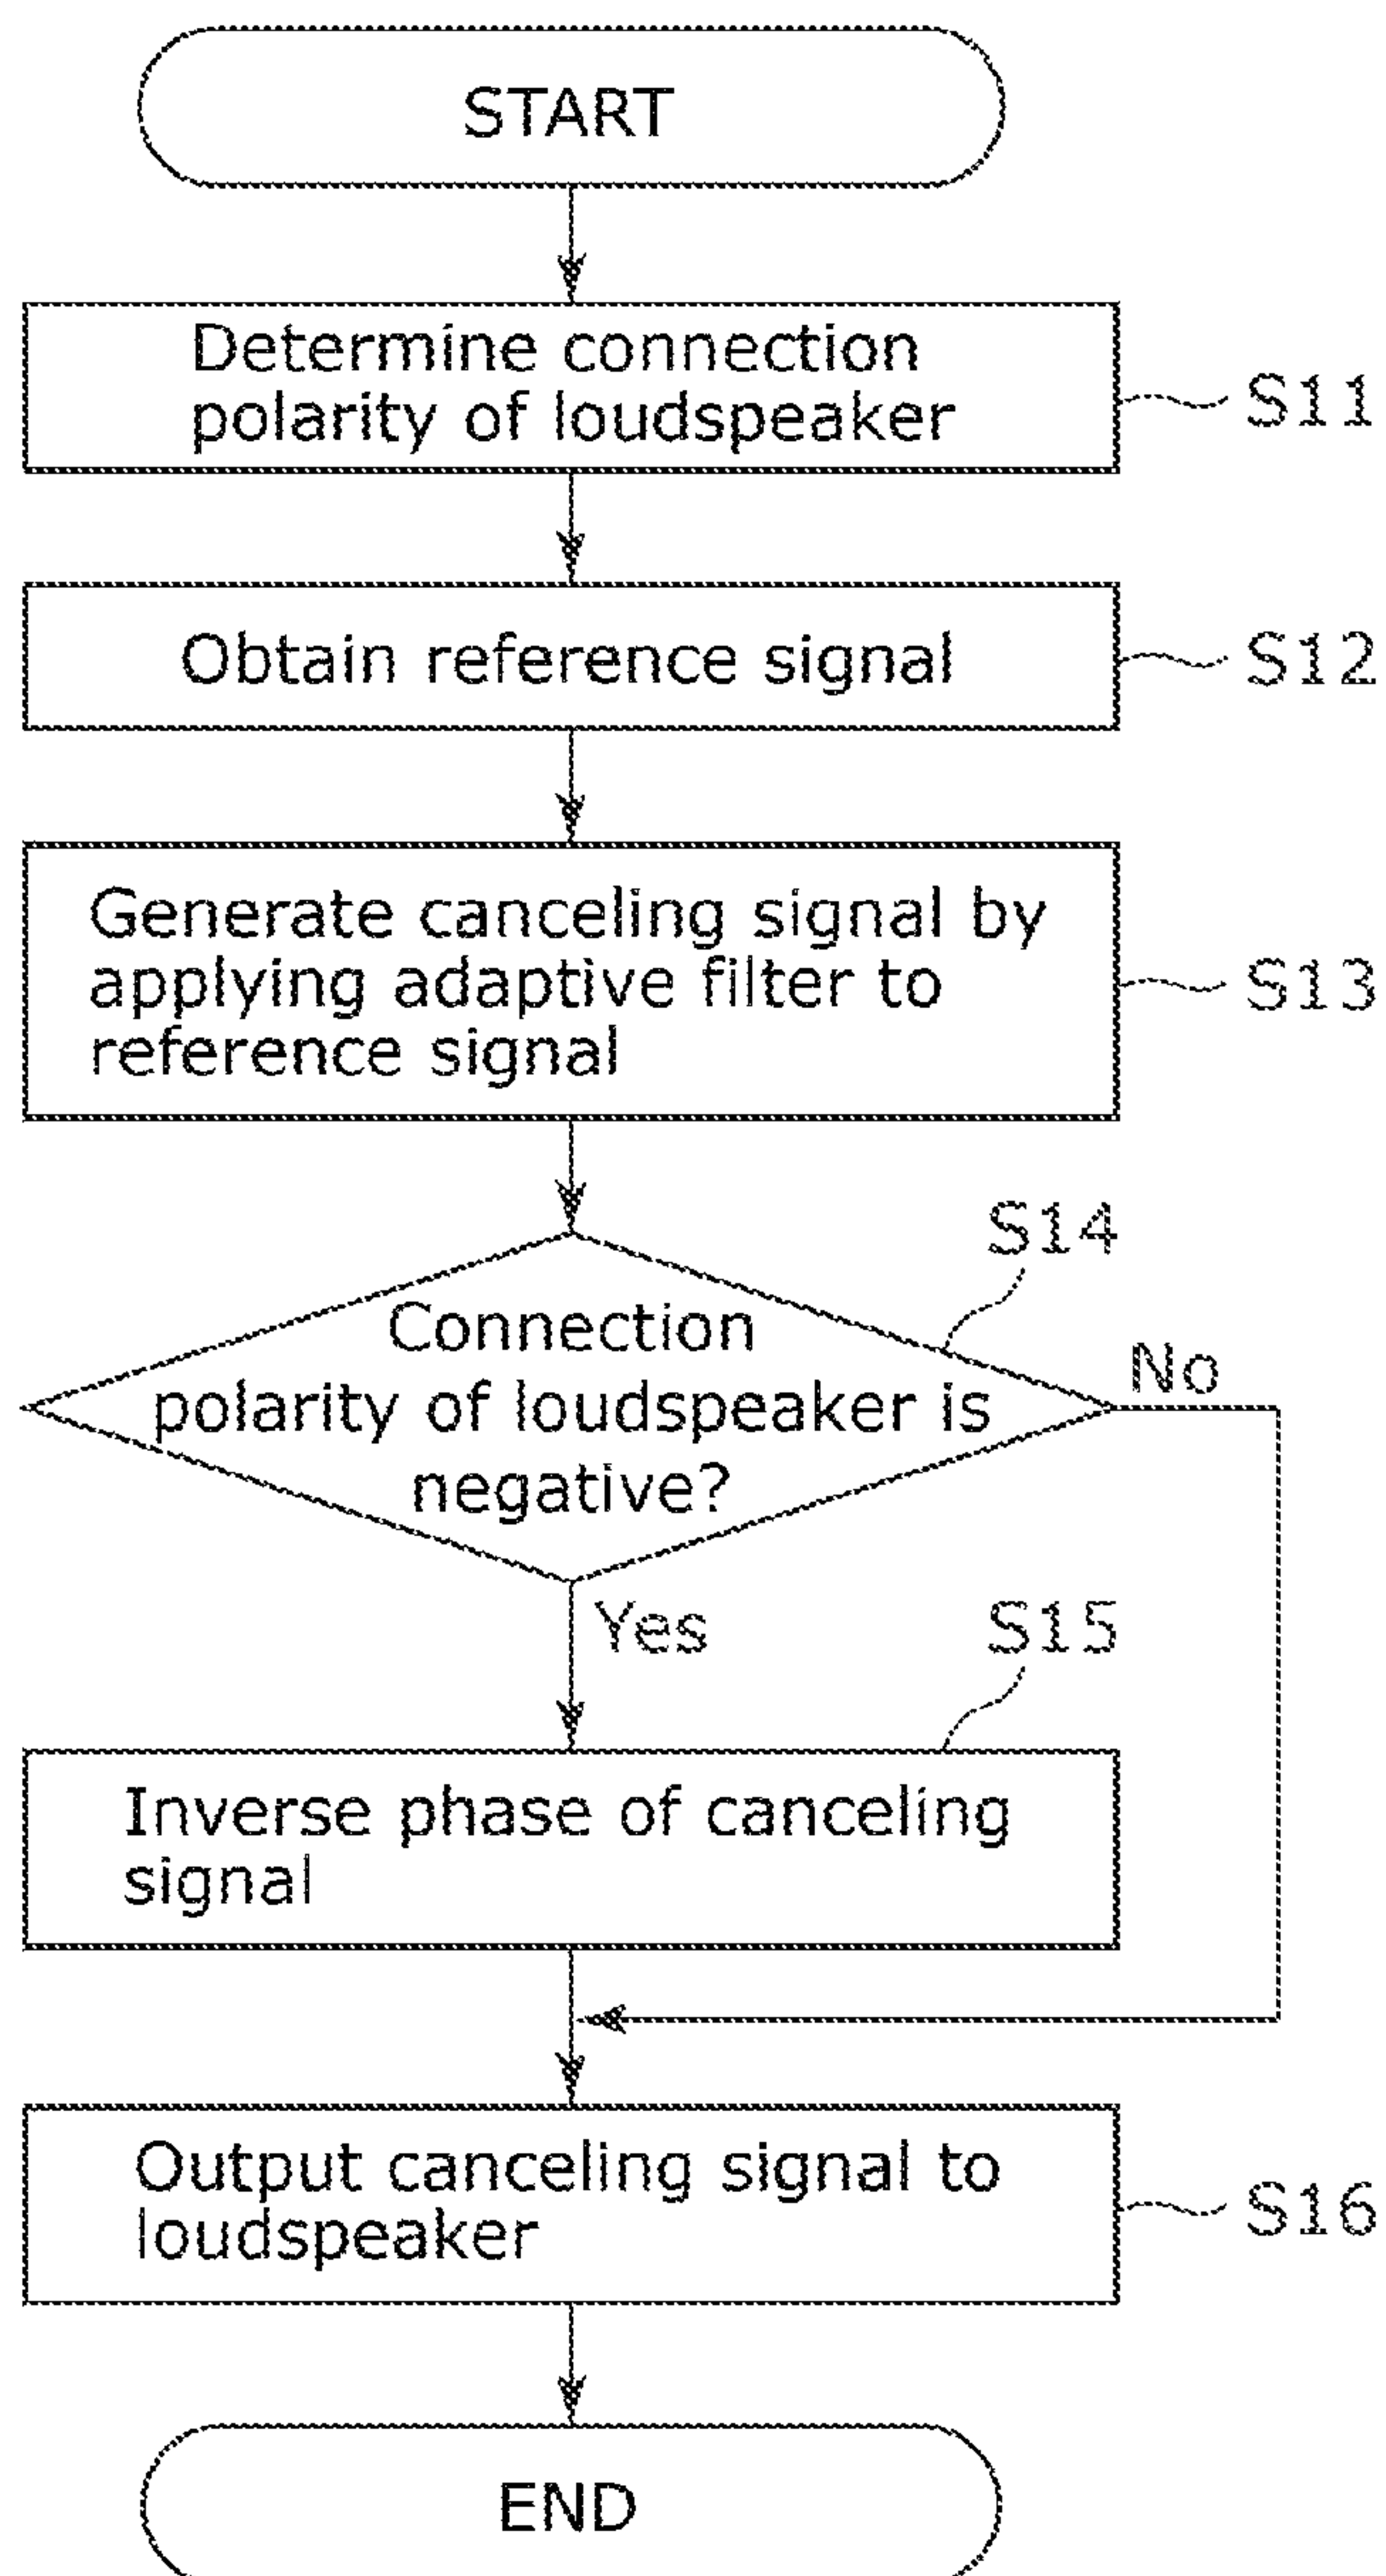 START
Determine connection
polarity of loudspeaker
S11
Obtain reference signal
S12
Generate canceling signal by
applying adaptive filter to
reference signal
S13
S14
Connection
polarity of loudspeaker is
negative?
No
Yes
S15
Inverse phase of canceling
signal
Output canceling signal to
loudspeaker
S16
END